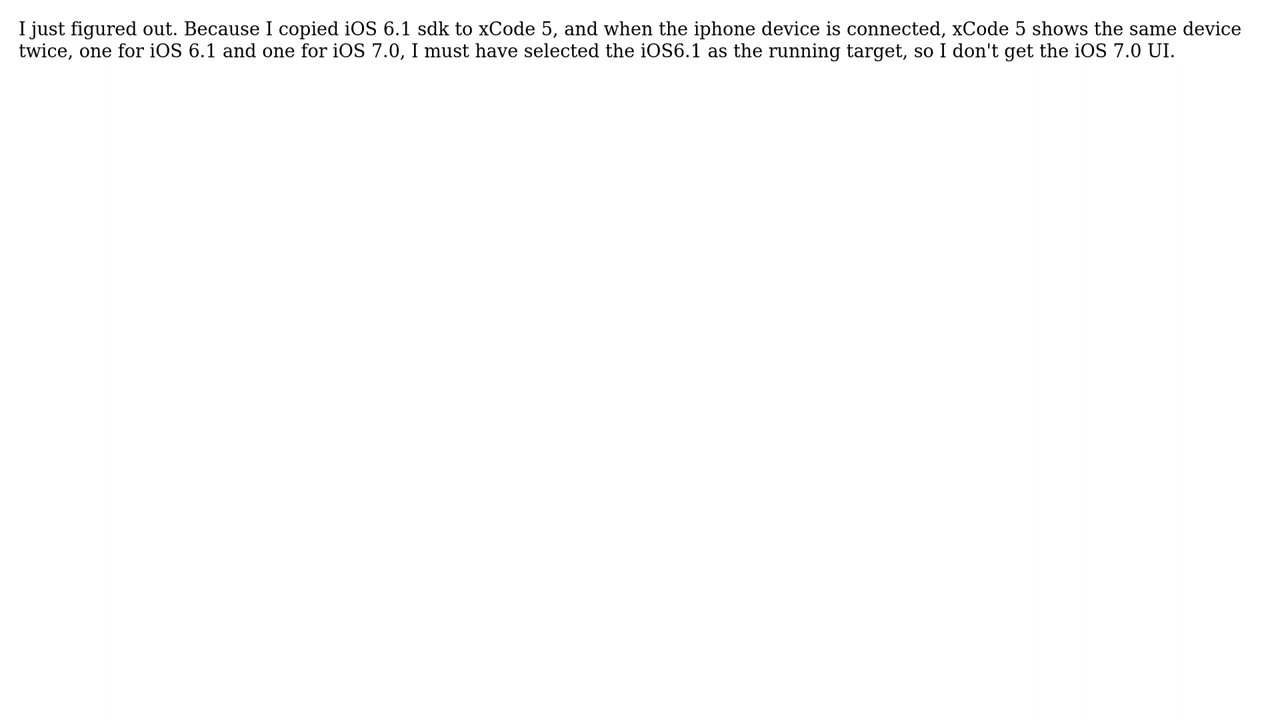 I just figured out. Because I copied iOS 6.1 sdk to xCode 5, and when the iphone device is connected, xCode 5 shows the same device
twice, one for iOS 6.1 and one for iOS 7.0, I must have selected the iOS6.1 as the running target, so I don't get the iOS 7.0 UI.